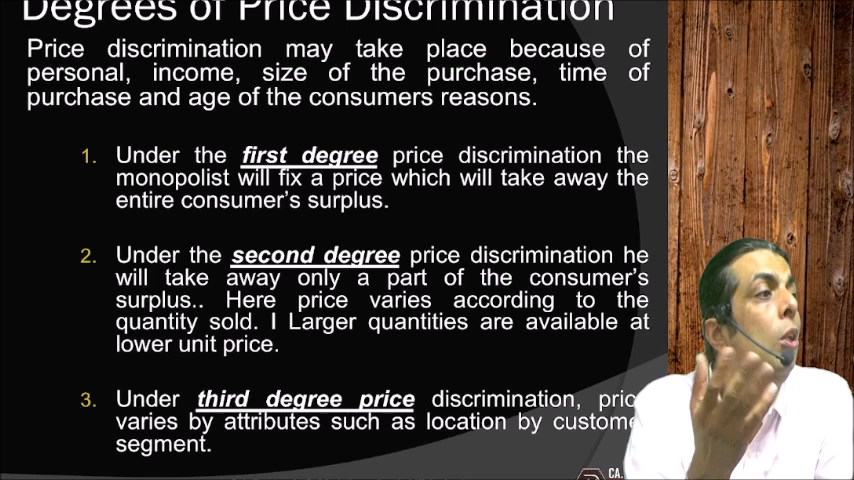 Degrees of Price Discrimination
Price discrimination may take place because of
personal, income, size of the purchase, time of
purchase and age of the consumers reasons.
1. Under the first degree price discrimination the
monopolist will fix a price which will take away the
entire consumer's surplus.
2. Under the second degree price discrimination he
will take away only a part of the consumer's
surplus.. Here price varies according to the
quantity sold. I Larger quantities are available at
lower unit price.
3. Under third degree price discrimination, pric
varies by attributes such as location by custome
segment.
CA.